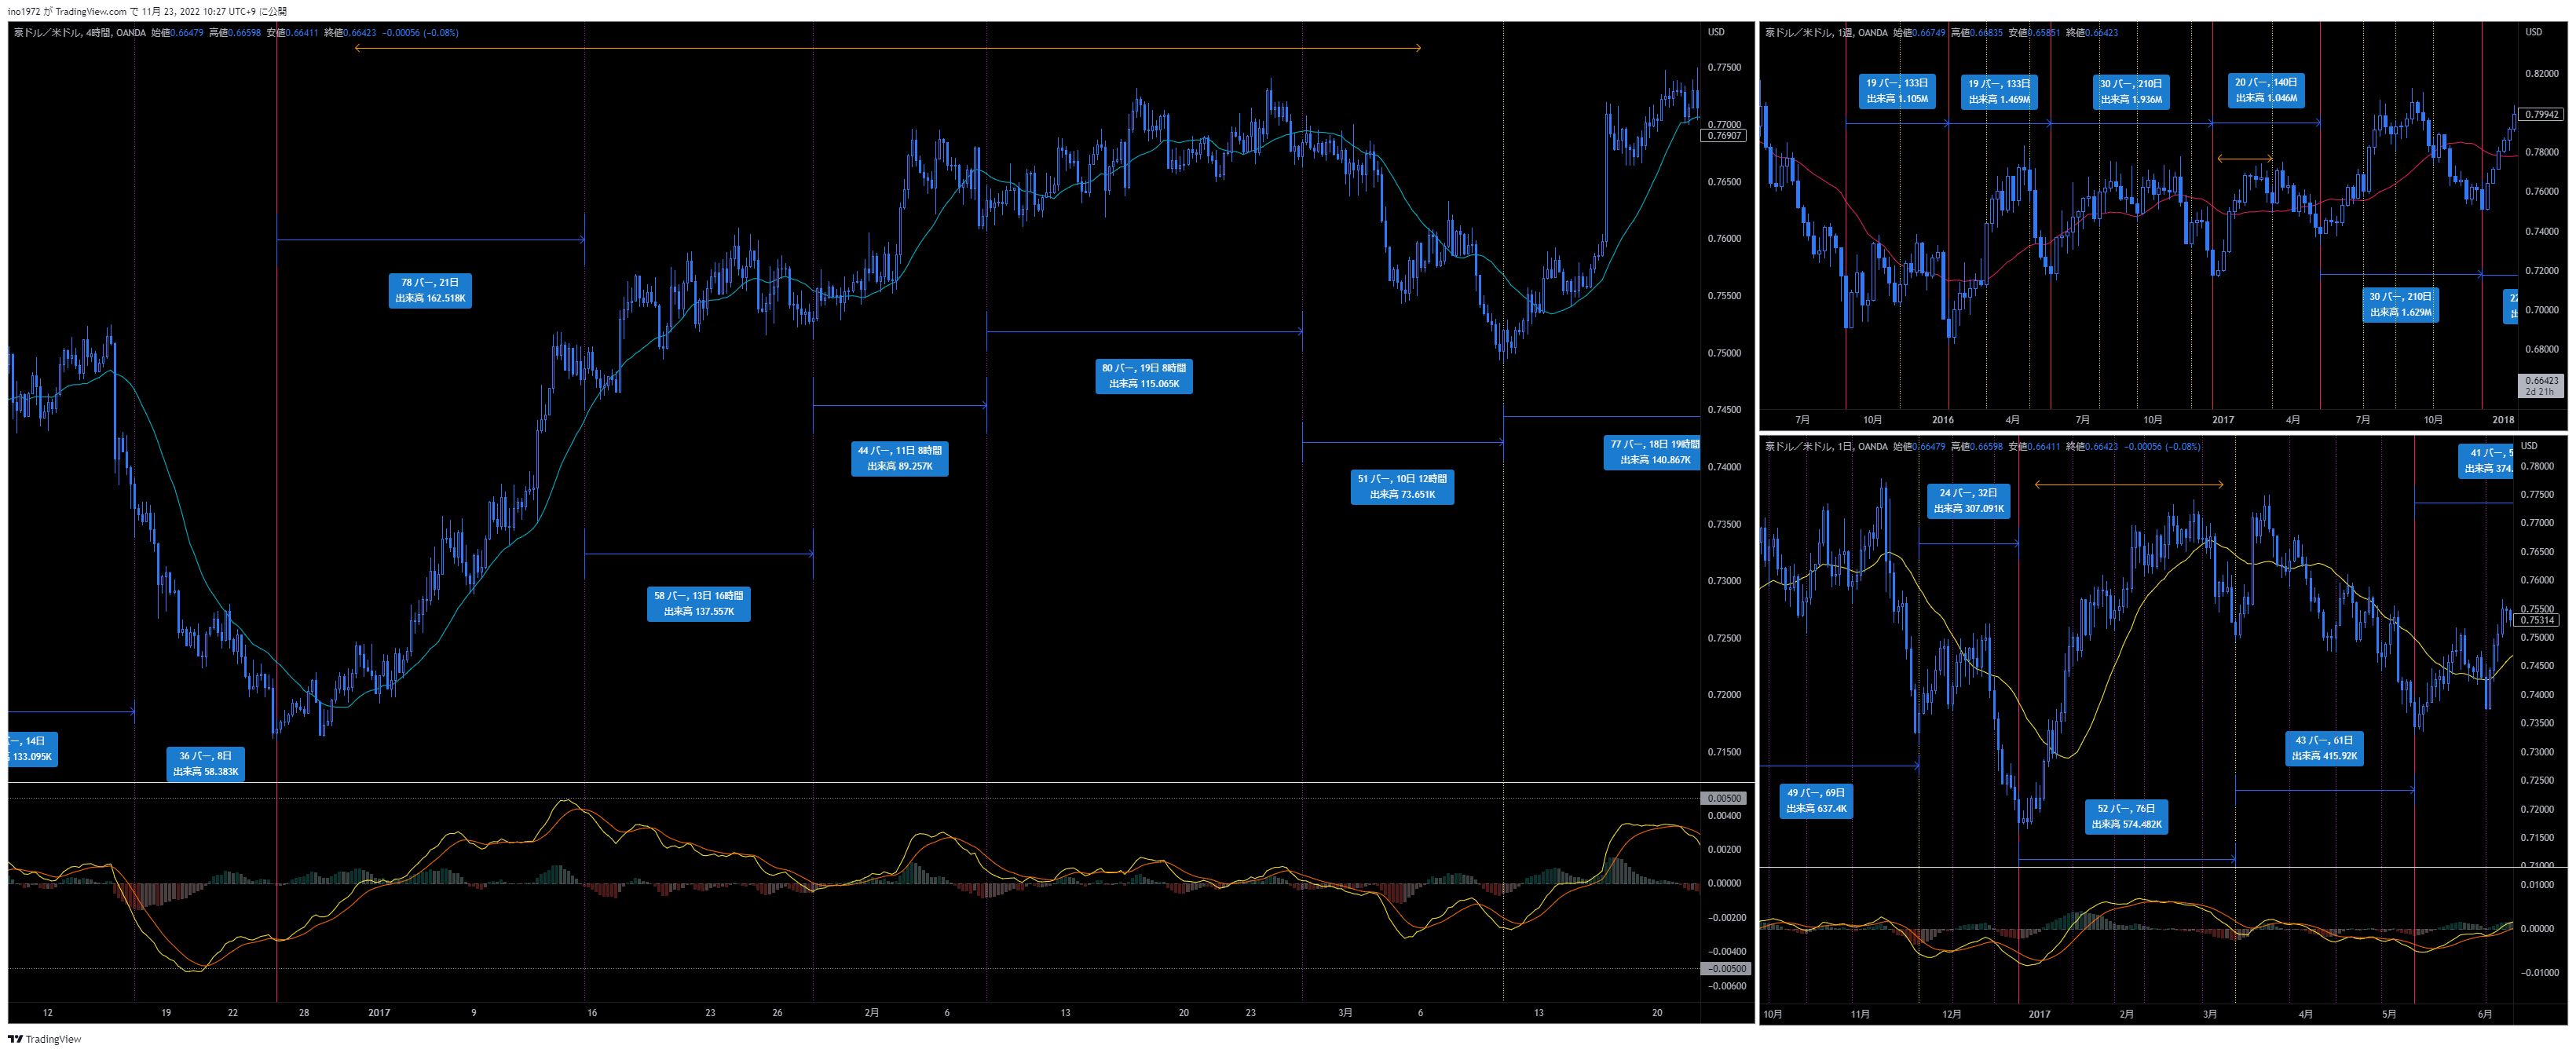 ino1972 が TradingView.com で 11月 23, 2022 10:27 UTC+9 に公開
豪ドル／米ドル, 4時間, OANDA 始値0.66479 高値0.66598 安値0.66411 終値0.66423 −0.00056 (−0.08%)
USD
0.77500
0.77000
0.76907
0.76500
0.76000
0.75500
0.75000
0.74500
0.74000
0.73500
0.73000
0.72500
0.72000
0.71500
78 バー, 21日
出来高 162.518K
80 バー, 19日 8時間
出来高 115.065K
44 バー, 11日 8時間
出来高 89.257K
77 バー, 18日 19時間
出来高 140.867K
51 バー, 10日 12時間
出来高 73.651K
58 バー, 13日 16時間
出来高 137.557K
ー, 14日
133.095K
36 バー, 8日
出来高 58.383K
0.00500
0.00400
0.00200
0.00000
−0.00200
−0.00400
−0.00500
−0.00600
12 19 22 28 2017 9 16 23 26 2月 6 13 20 23 3月 6 13 20
豪ドル／米ドル, 1週, OANDA 始値0.66749 高値0.66835 安値0.65851 終値0.66423
USD
19 バー, 133日
出来高 1.105M
19 バー, 133日
出来高 1.469M
30 バー, 210日
出来高 1.936M
20 バー, 140日
出来高 1.046M
30 バー, 210日
出来高 1.629M
22
出
0.82000
0.79942
0.78000
0.76000
0.74000
0.72000
0.70000
0.68000
0.66423
2d 21h
7月 10月 2016 4月 7月 10月 2017 4月 7月 10月 2018
豪ドル／米ドル, 1日, OANDA 始値0.66479 高値0.66598 安値0.66411 終値0.66423 −0.00056 (−0.08%)
USD
41 バー, 5
出来高 374.
24 バー, 32日
出来高 307.091K
43 バー, 61日
出来高 415.92K
49 バー, 69日
出来高 637.4K
52 バー, 76日
出来高 574.482K
0.78000
0.77500
0.77000
0.76500
0.76000
0.75500
0.75314
0.75000
0.74500
0.74000
0.73500
0.73000
0.72500
0.72000
0.71500
0.71000
0.01000
0.00000
−0.01000
10月 11月 12月 2017 2月 3月 4月 5月 6月
TradingView